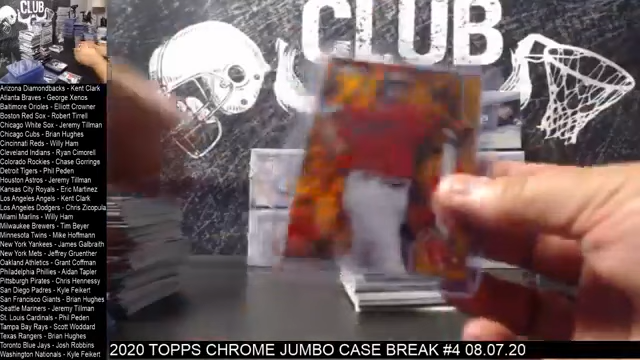 CLUB
CLUB
Arizona Diamondbacks - Kent Clark
Atlanta Braves - George Xenos
Baltimore Orioles - Elliott Crowner
Boston Red Sox - Robert Tirrell
Chicago White Sox - Jeremy Tillman
Chicago Cubs - Brian Hughes
Cincinnati Reds - Willy Ham
Cleveland Indians - Ryan Cimorell
Colorado Rockies - Chase Gorringe
Detroit Tigers - Phil Peden
Houston Astros - Jeremy Tillman
Kansas City Royals - Eric Martinez
Los Angeles Angels - Kent Clark
Los Angeles Dodgers - Chris Zicopula
Miami Marlins - Willy Ham
Milwaukee Brewers - Tim Beyer
Minnesota Twins - Mike Hoffmann
New York Yankees - James Galbraith
New York Mets - Jeffrey Gruenther
Oakland Athletics - Grant Coffman
Philadelphia Phillies - Aidan Tapler
Pittsburgh Pirates - Chris Hennessy
San Diego Padres - Kyle Feikert
San Francisco Giants - Brian Hughes
Seattle Mariners - Jeremy Tillman
St. Louis Cardinals - Phil Peden
Tampa Bay Rays - Scott Woddard
Texas Rangers - Brian Hughes
Toronto Blue Jays - Josh Robbins
Washington Nationals - Kyle Feikert
2020 TOPPS CHROME JUMBO CASE BREAK #4 08.07.20